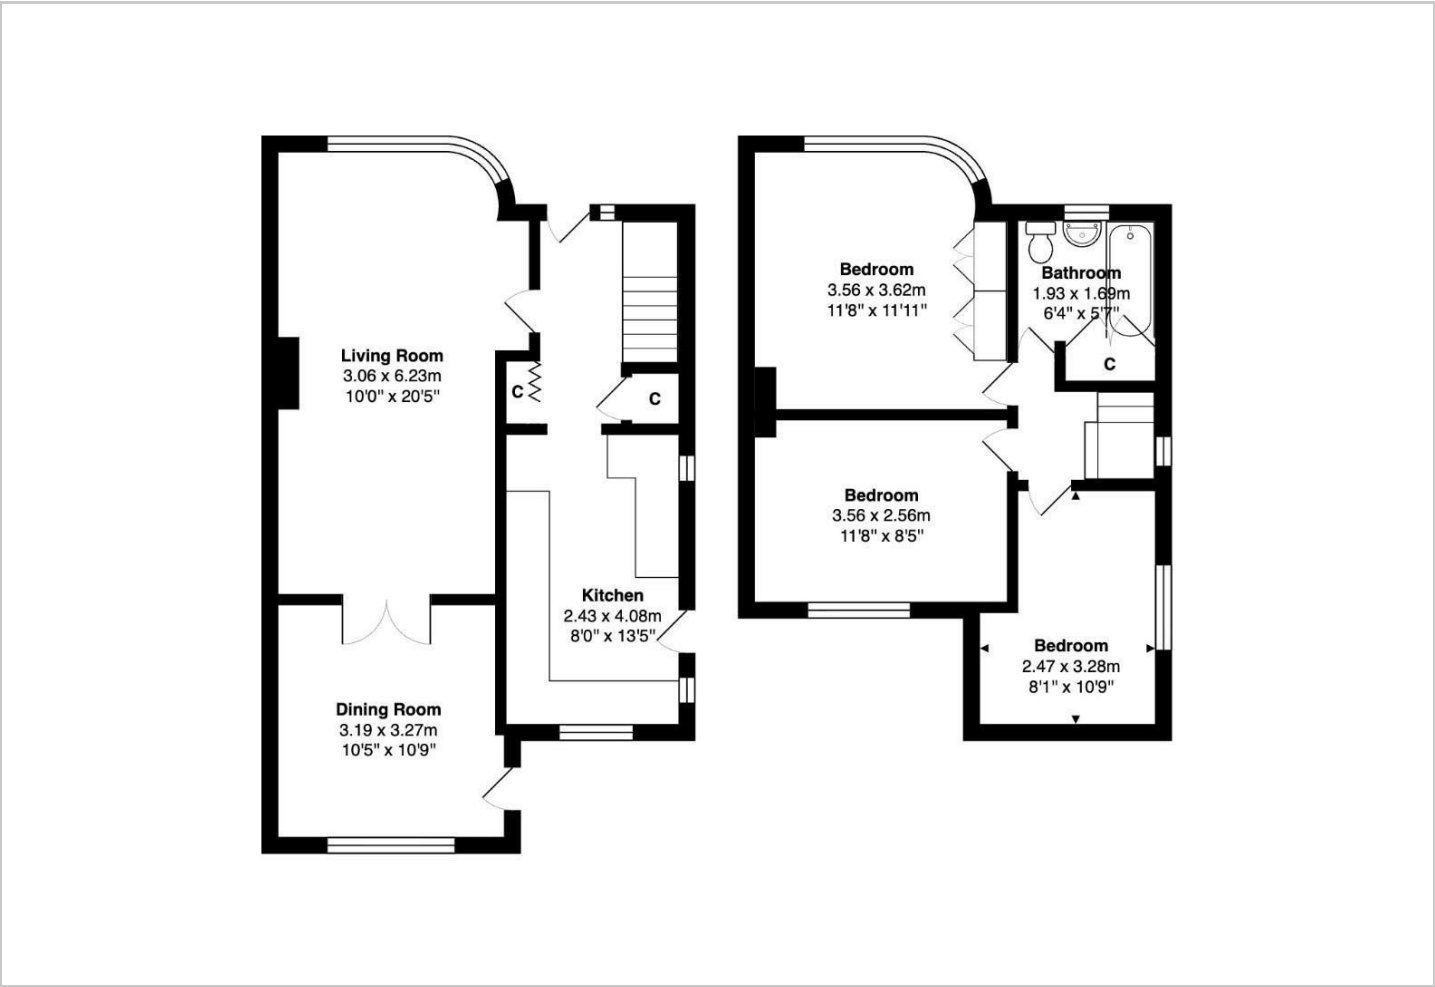 Living Room
3.06 x 6.23m
10'0" x 20'5"
C
C
Kitchen
2.43 x 4.08m
8'0" x 13'5"
Dining Room
3.19 x 3.27m
10'5" x 10'9"
Bedroom
3.56 x 3.62m
11'8" x 11'11"
Bathroom
1.93 x 1.69m
6'4" x 5'7"
C
Bedroom
3.56 x 2.56m
11'8" x 8'5"
Bedroom
2.47 x 3.28m
8'1" x 10'9"